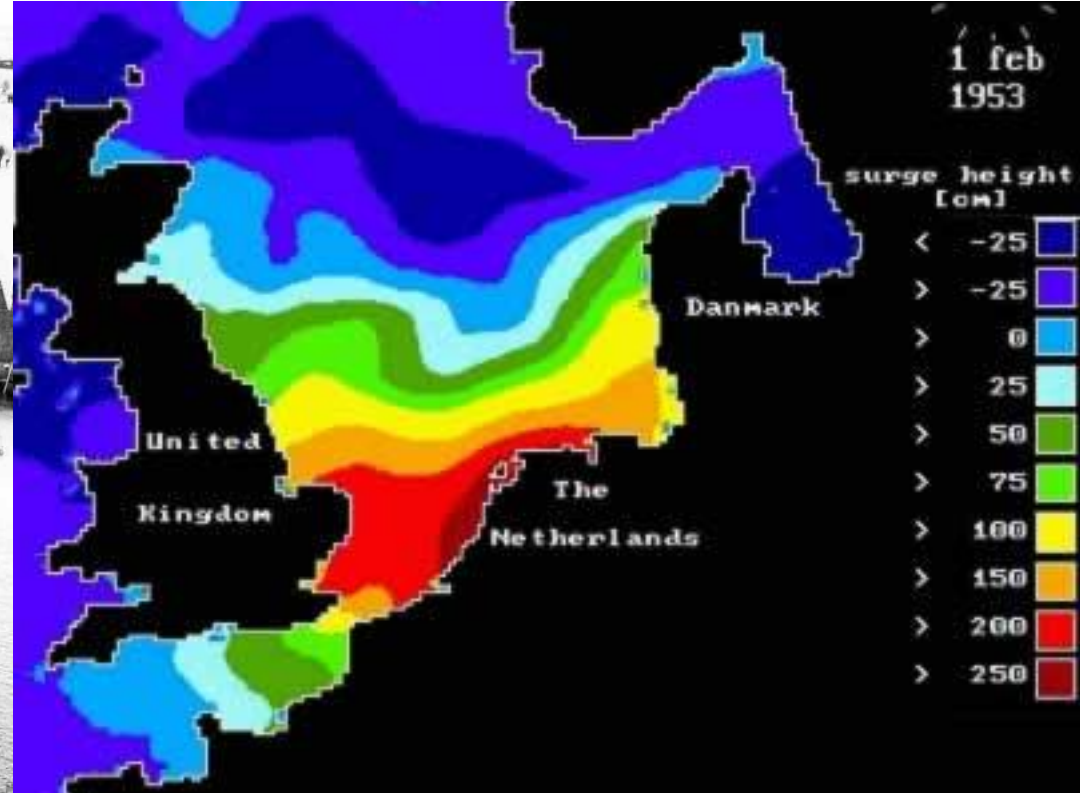 1 feb
1953
surge height
[cm]
< -25
> -25
> 0
> 25
> 50
> 75
> 100
> 150
> 200
> 250
Danmark
United
Kingdom
The
Netherlands